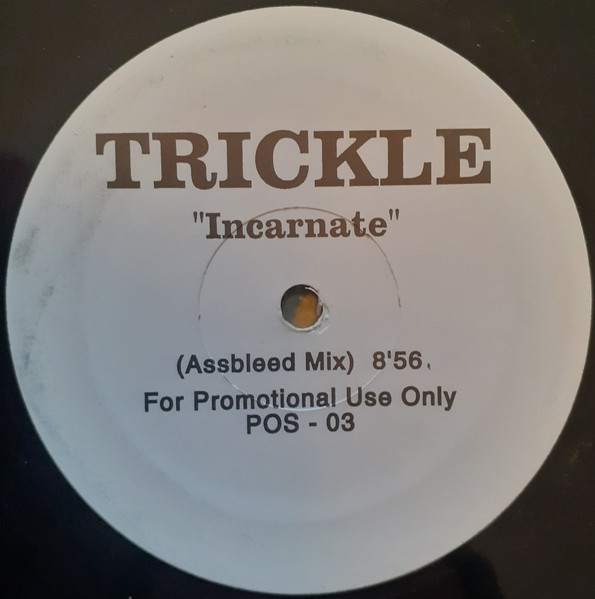 TRICKLE
"Incarnate"
(Assbleed Mix) 8'56
For Promotional Use Only
POS - 03